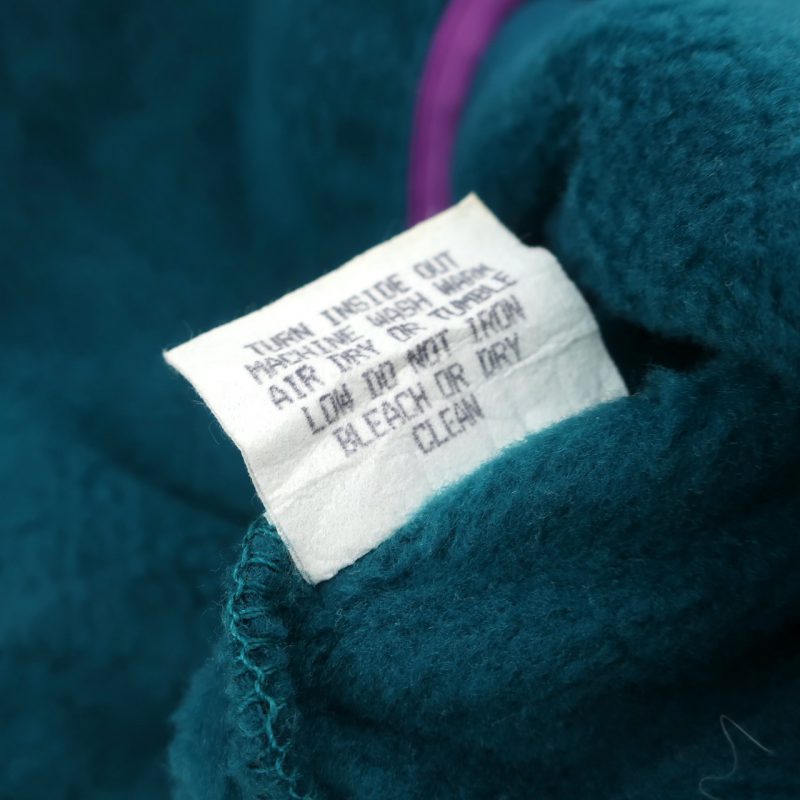 TURN INSIDE OUT
MACHINE WASH WARM
AIR DRY OR TUMBLE
LOW DO NOT IRON
BLEACH OR DRY
CLEAN